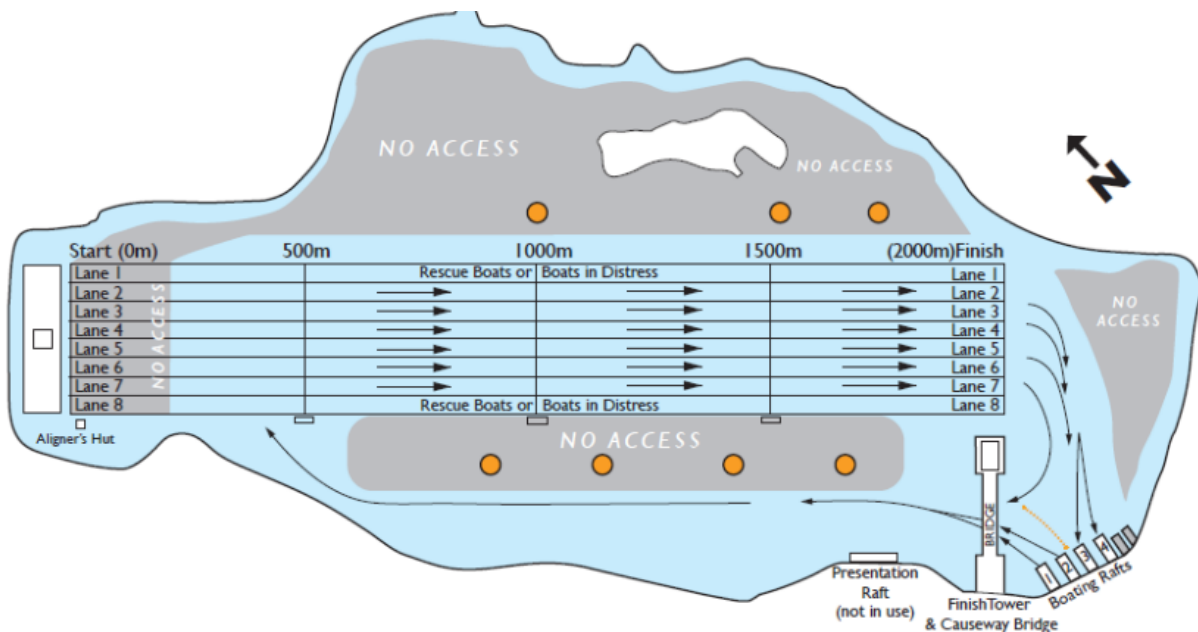 NO ACCESS
NO ACCESS
N
Start (0m)
500m
1000m
1500m
(2000m)Finish
Lane 1
Rescue Boats or Boats in Distress
Lane 1
Lane 2
Lane 2
Lane 3
Lane 3
Lane 4
Lane 4
Lane 5
Lane 5
Lane 6
Lane 6
Lane 7
Lane 7
Lane 8
Rescue Boats or Boats in Distress
Lane 8
NO ACCESS
NO
ACCESS
Aligner's Hut
NO ACCESS
BRIDGE
1
2
3
4
Boating Rafts
Presentation
Raft
(not in use)
FinishTower
& Causeway Bridge